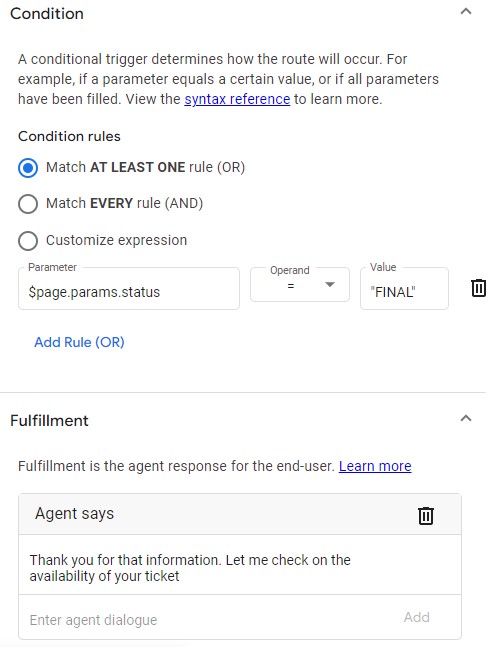 Condition
A conditional trigger determines how the route will occur. For
example, if a parameter equals a certain value, or if all parameters
have been filled. View the syntax reference to learn more.
Condition rules
Match AT LEAST ONE rule (OR)
Match EVERY rule (AND)
Customize expression
Parameter Operand Value
$page.params.status = "FINAL"
Add Rule (OR)
Fulfillment
Fulfillment is the agent response for the end-user. Learn more
Agent says
Thank you for that information. Let me check on the
availability of your ticket
Enter agent dialogue Add